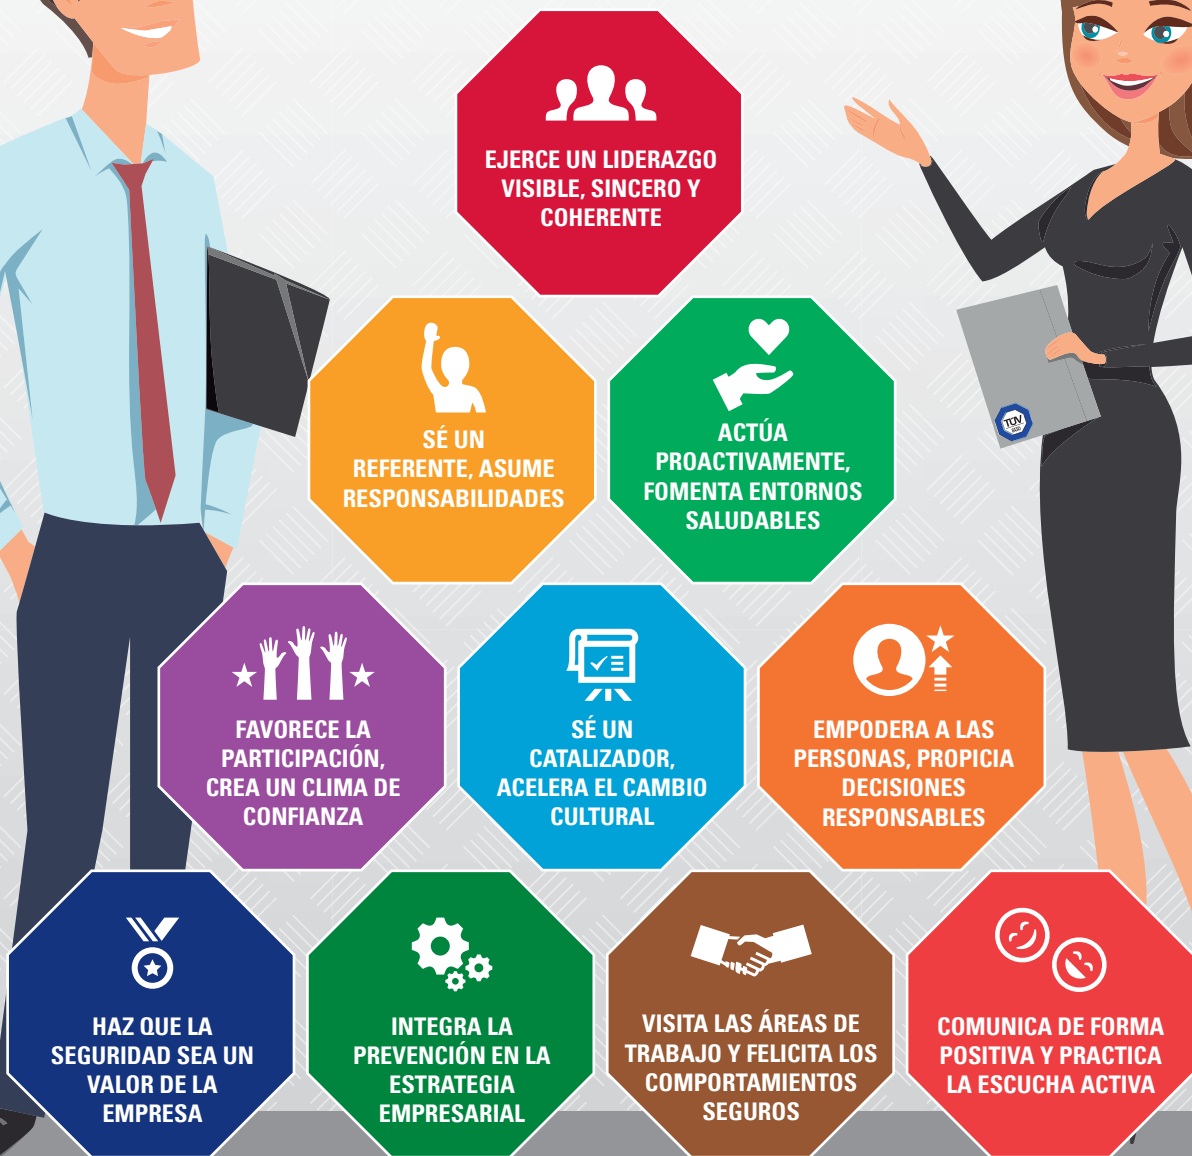 EJERCE UN LIDERAZGO
VISIBLE, SINCERO Y
COHERENTE
SÉ UN
REFERENTE, ASUME
RESPONSABILIDADES
ACTÚA
PROACTIVAMENTE,
FOMENTA ENTORNOS
SALUDABLES
TÜV
FAVORECE LA
PARTICIPACIÓN,
CREA UN CLIMA DE
CONFIANZA
SÉ UN
CATALIZADOR,
ACELERA EL CAMBIO
CULTURAL
EMPODERA A LAS
PERSONAS, PROPICIA
DECISIONES
RESPONSABLES
HAZ QUE LA
SEGURIDAD SEA UN
VALOR DE LA
EMPRESA
INTEGRA LA
PREVENCIÓN EN LA
ESTRATEGIA
EMPRESARIAL
VISITA LAS ÁREAS DE
TRABAJO Y FELICITA LOS
COMPORTAMIENTOS
SEGUROS
COMUNICA DE FORMA
POSITIVA Y PRACTICA
LA ESCUCHA ACTIVA